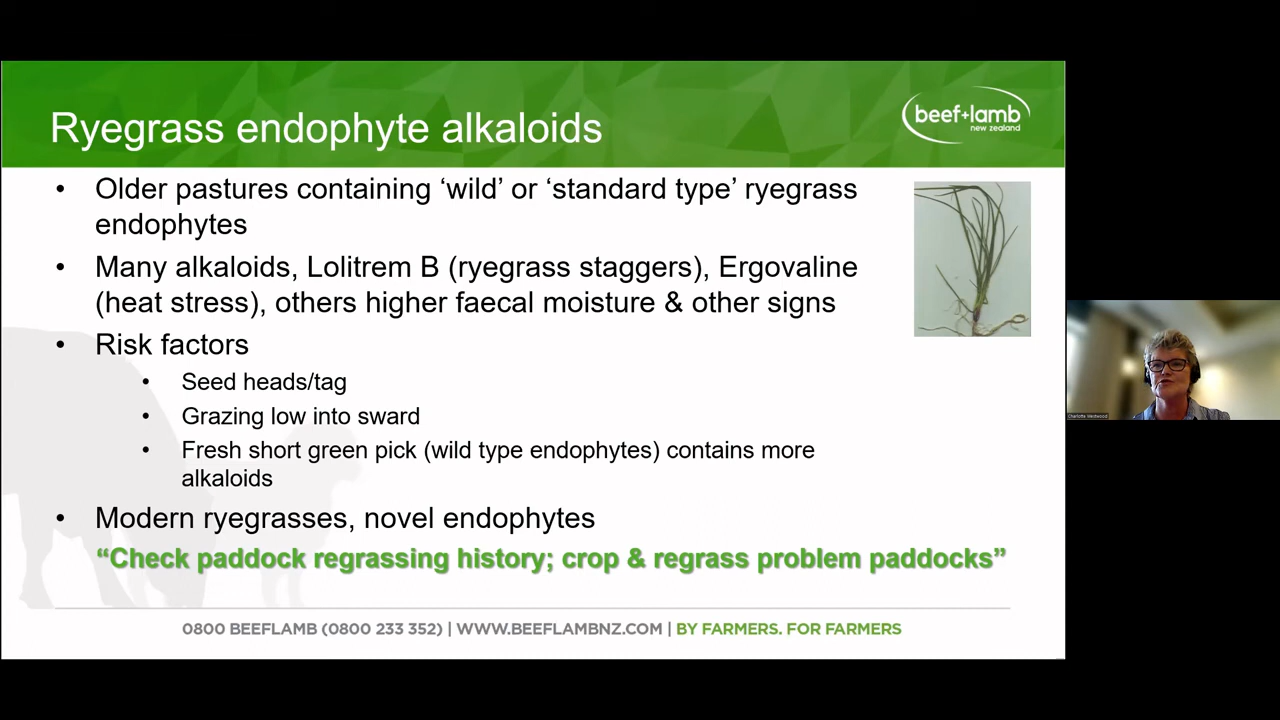 Ryegrass endophyte alkaloids
beef+lamb
new zealand
• Older pastures containing ‘wild’ or ‘standard type’ ryegrass
endophytes
• Many alkaloids, Lolitrem B (ryegrass staggers), Ergovaline
(heat stress), others higher faecal moisture & other signs
• Risk factors
• Seed heads/tag
• Grazing low into sward
• Fresh short green pick (wild type endophytes) contains more
alkaloids
• Modern ryegrasses, novel endophytes
“Check paddock regrassing history; crop & regrass problem paddocks”
0800 BEEFLAMB (0800 233 352) | WWW.BEEFLAMBNZ.COM | BY FARMERS. FOR FARMERS
Charlotte Westwood